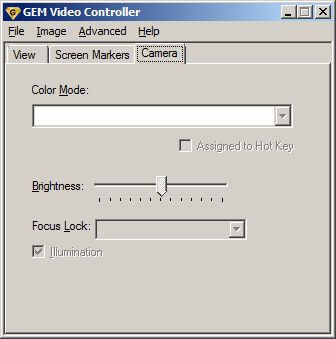 GEM Video Controller
File Image Advanced Help
View Screen Markers Camera
Color Mode:
Assigned to Hot Key
Brightness:
Focus Lock:
Illumination